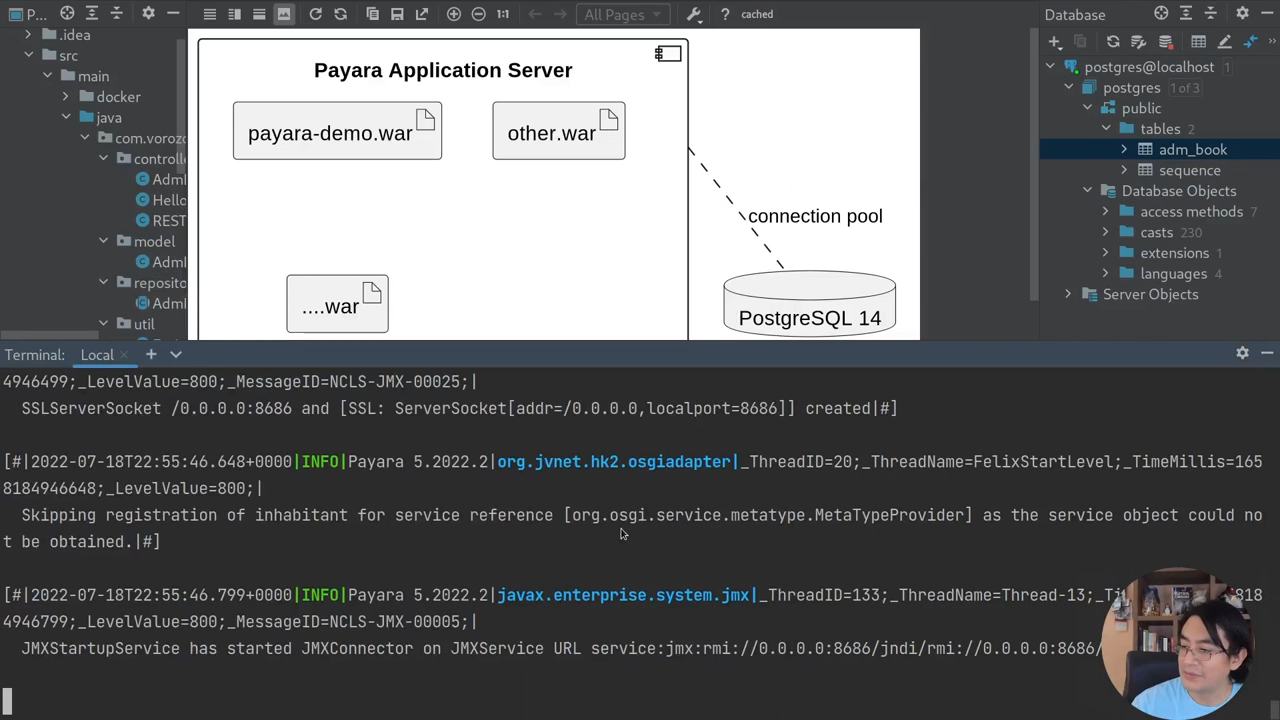 P...
1:1
All Pages
?
cached
Database
.idea
src
main
docker
java
com.voroz
controlle
AdmI
Hello
REST
model
AdmI
reposito
AdmI
util
Payara Application Server
payara-demo.war
other.war
....war
connection pool
PostgreSQL 14
postgres@localhost 1
postgres 1 of 3
public
tables 2
adm_book
sequence
Database Objects
access methods 7
casts 230
extensions 1
languages 4
Server Objects
Terminal: Local
4946499;_LevelValue=800;_MessageID=NCLS-JMX-00025;|
SSLServerSocket /0.0.0.0:8686 and [SSL: ServerSocket[addr=/0.0.0.0,localport=8686]] created|#]
[#|2022-07-18T22:55:46.648+0000|INFO|Payara 5.2022.2|org.jvnet.hk2.osgiadapter|_ThreadID=20;_ThreadName=FelixStartLevel;_TimeMillis=165
8184946648;_LevelValue=800;|
Skipping registration of inhabitant for service reference [org.osgi.service.metatype.MetaTypeProvider] as the service object could no
t be obtained.|#]
[#|2022-07-18T22:55:46.799+0000|INFO|Payara 5.2022.2|javax.enterprise.system.jmx|_ThreadID=133;_ThreadName=Thread-13;_Ti
4946799;_LevelValue=800;_MessageID=NCLS-JMX-00005;|
JMXStartupService has started JMXConnector on JMXService URL service:jmx:rmi://0.0.0.0:8686/jndi/rmi://0.0.0.0:8686/